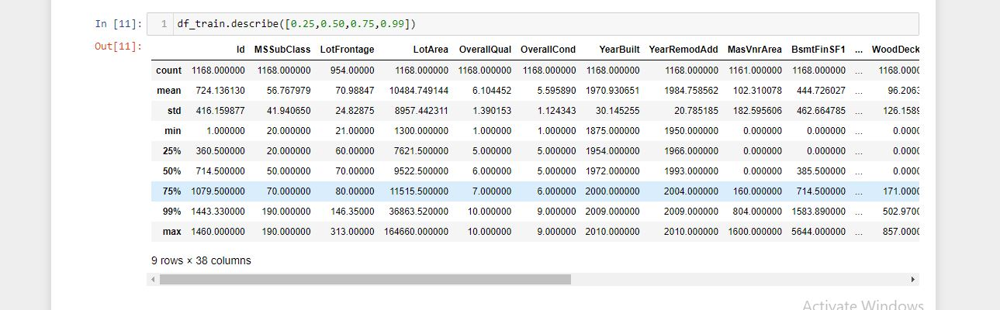 In [11]: 1 df_train.describe([0.25,0.50,0.75,0.99])
Out[11]:
Id MSSubClass LotFrontage LotArea OverallQual OverallCond YearBuilt YearRemodAdd MasVnrArea BsmtFinSF1 ... WoodDeck
count 1168.000000 1168.000000 954.00000 1168.000000 1168.000000 1168.000000 1168.000000 1168.000000 1161.000000 1168.000000 ... 1168.0000
mean 724.136130 56.767979 70.98847 10484.749144 6.104452 5.595890 1970.930651 1984.758562 102.310078 444.726027 ... 96.2063
std 416.159877 41.940650 24.82875 8957.442311 1.390153 1.124343 30.145255 20.785185 182.595606 462.664785 ... 126.1589
min 1.000000 20.000000 21.00000 1300.000000 1.000000 1.000000 1875.000000 1950.000000 0.000000 0.000000 ... 0.0000
25% 360.500000 20.000000 60.00000 7621.500000 5.000000 5.000000 1954.000000 1966.000000 0.000000 0.000000 ... 0.0000
50% 714.500000 50.000000 70.00000 9522.500000 6.000000 5.000000 1972.000000 1993.000000 0.000000 385.500000 ... 0.0000
75% 1079.500000 70.000000 80.00000 11515.500000 7.000000 6.000000 2000.000000 2004.000000 160.000000 714.500000 ... 171.0000
99% 1443.330000 190.000000 146.35000 36863.520000 10.000000 9.000000 2009.000000 2009.000000 804.000000 1583.890000 ... 502.9700
max 1460.000000 190.000000 313.00000 164660.000000 10.000000 9.000000 2010.000000 2010.000000 1600.000000 5644.000000 ... 857.0000
9 rows × 38 columns
Activate Windows